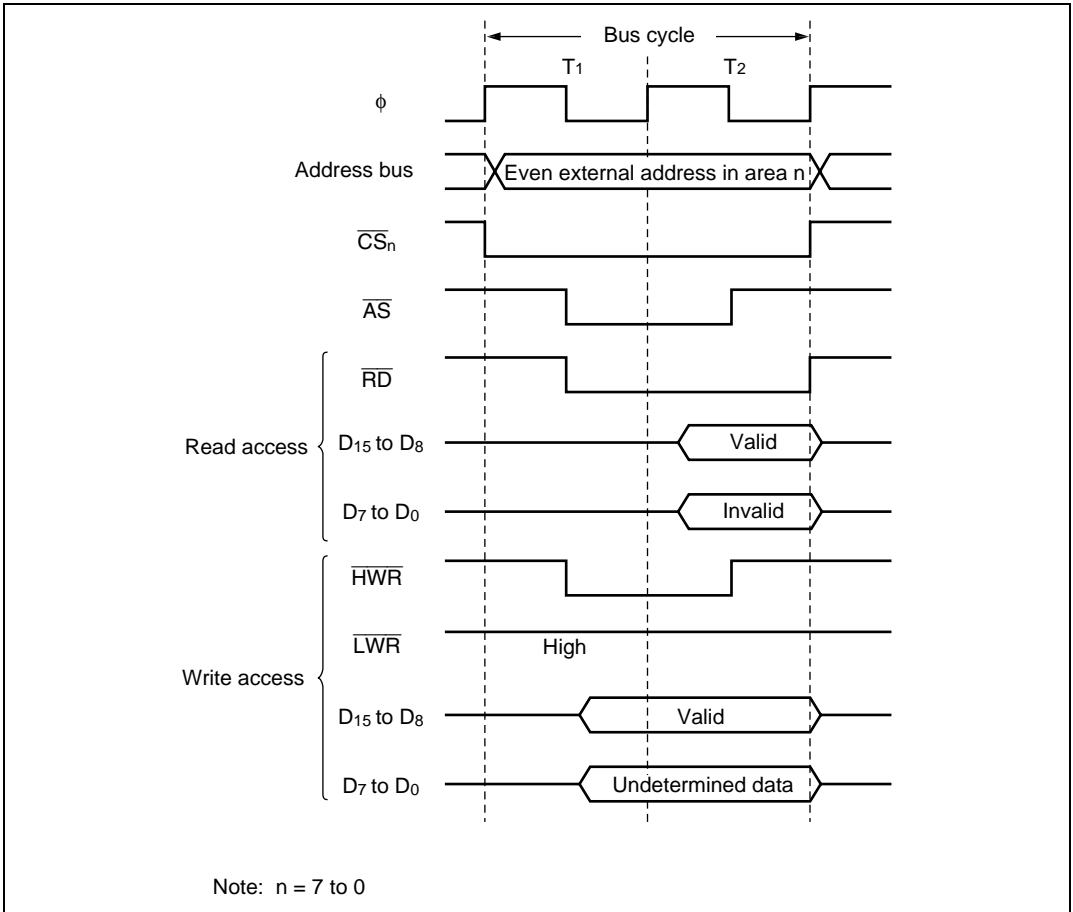 Bus cycle
T1 T2
ϕ
Address bus Even external address in area n
CSn
AS
RD
Read access D15 to D8 Valid
D7 to D0 Invalid
HWR
LWR High
Write access D15 to D8 Valid
D7 to D0 Undetermined data
Note: n = 7 to 0